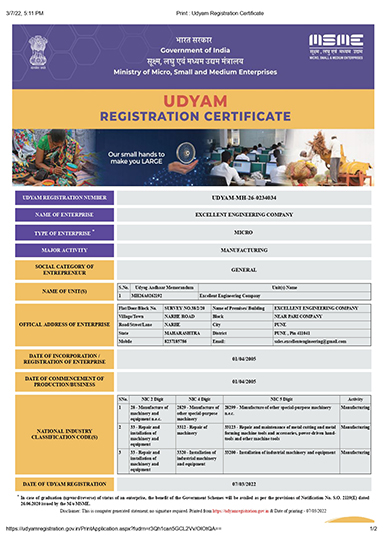 3/7/22, 5:11 PM Print : Udyam Registration Certificate
भारत सरकार
Government of India
सूक्ष्म, लघु एवं मध्यम उद्यम मंत्रालय
Ministry of Micro, Small and Medium Enterprises
MSME
सूक्ष्म, लघु एवं मध्यम उद्यम
MICRO, SMALL & MEDIUM ENTERPRISES
UDYAM
REGISTRATION CERTIFICATE
Our small hands to
make you LARGE
UDYAM REGISTRATION NUMBER UDYAM-MH-26-0234034
NAME OF ENTERPRISE EXCELLENT ENGINEERING COMPANY
TYPE OF ENTERPRISE * MICRO
MAJOR ACTIVITY MANUFACTURING
SOCIAL CATEGORY OF ENTREPRENEUR GENERAL
NAME OF UNIT(S)
S.No. Udyog Aadhaar Memorandum Unit(s) Name
1 Excellent Engineering Company
OFFICAL ADDRESS OF ENTERPRISE
Flat/Door/Block No. SURVEY NO.38/2/20 Name of Premises/ Building EXCELLENT ENGINEERING COMPANY
Village/Town NARHE ROAD Block NEAR PARI COMPANY
Road/Street/Lane NARHE City PUNE
State MAHARASHTRA District PUNE , Pin 411041
Mobile 8237185786 Email: sales.excellentengineering@gmail.com
DATE OF INCORPORATION / REGISTRATION OF ENTERPRISE 01/04/2005
DATE OF COMMENCEMENT OF PRODUCTION/BUSINESS 01/04/2005
NATIONAL INDUSTRY CLASSIFICATION CODE(S)
SNo. NIC 2 Digit NIC 4 Digit NIC 5 Digit Activity
1 28 - Manufacture of machinery and equipment n.e.c. 2829 - Manufacture of other special-purpose machinery 28299 - Manufacture of other special-purpose machinery n.e.c. Manufacturing
2 33 - Repair and installation of machinery and equipment 3312 - Repair of machinery 33123 - Repair and maintenance of metal cutting and metal forming machine tools and accessories, power driven hand-tools and other machine tools Manufacturing
3 33 - Repair and installation of machinery and equipment 3320 - Installation of industrial machinery and equipment 33200 - Installation of industrial machinery and equipment Manufacturing
DATE OF UDYAM REGISTRATION 07/03/2022
* In case of graduation (upward/reverse) of status of an enterprise, the benefit of the Government Schemes will be availed as per the provisions of Notification No. S.O. 2119(E) dated
26.06.2020 issued by the M/o MSME.
Disclaimer: This is computer generated statement, no signature required. Printed from https://udyamregistration.gov.in & Date of printing:- 07/03/2022
1/2